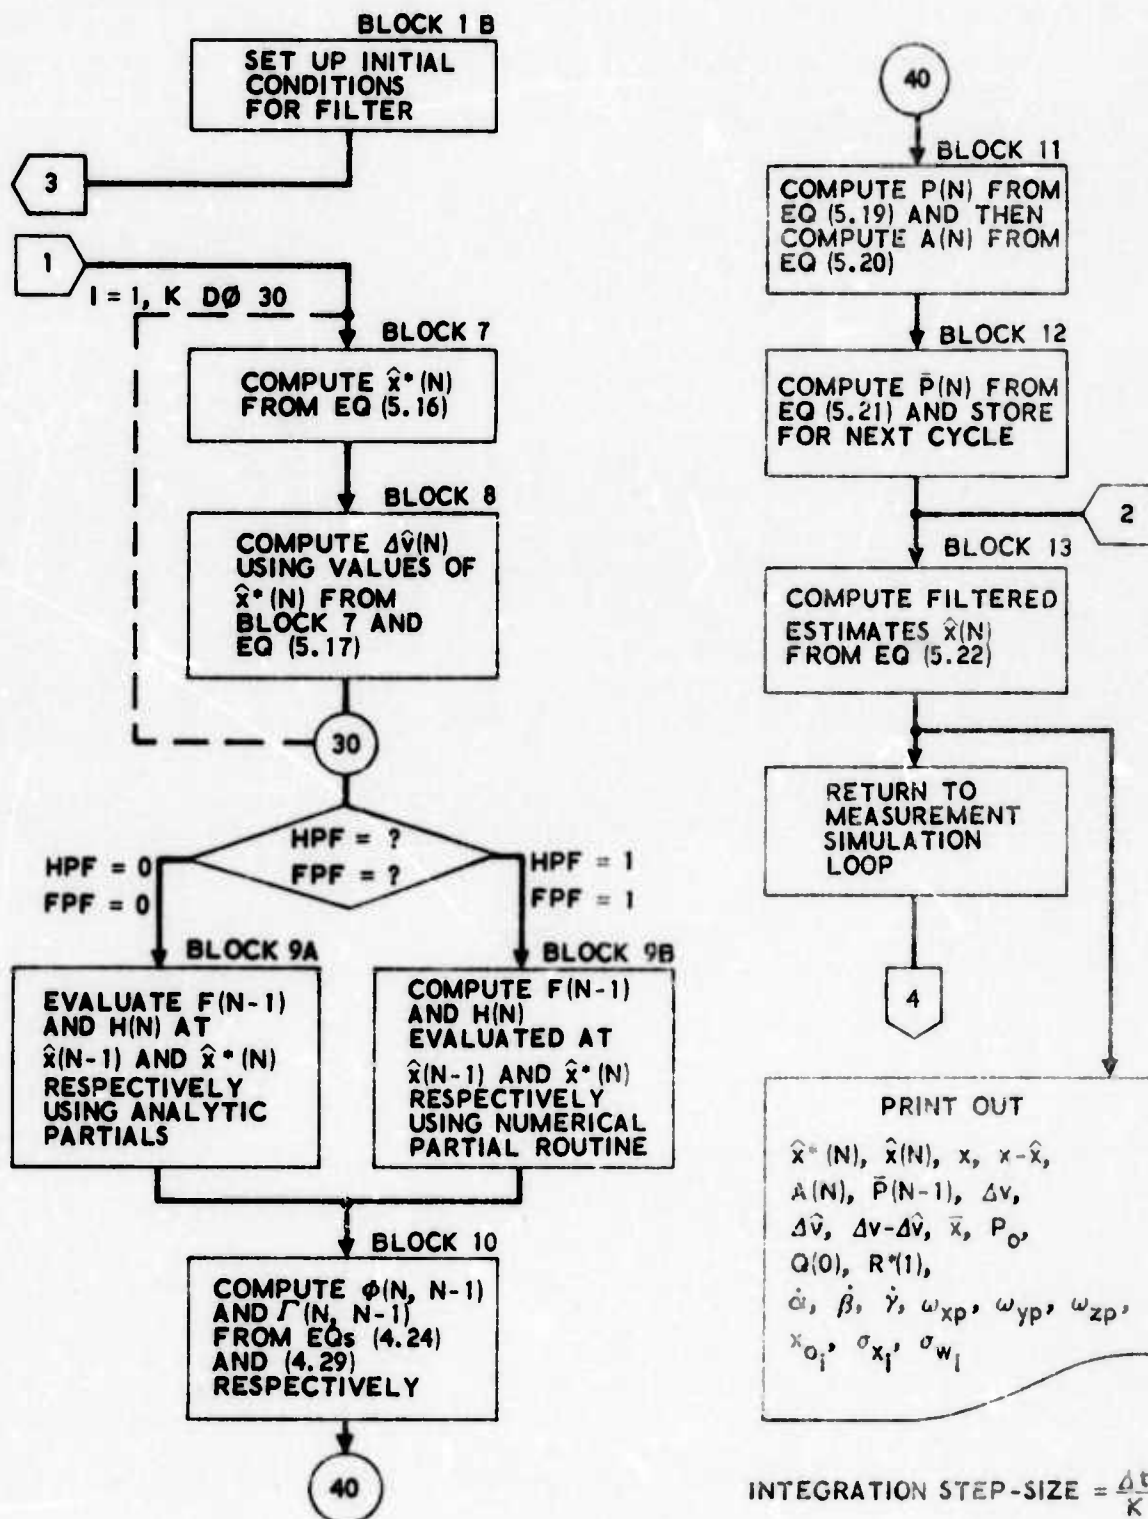 BLOCK 1 B
SET UP INITIAL
CONDITIONS
FOR FILTER
3
1
I = 1, K DØ 30
BLOCK 7
COMPUTE x̂*(N)
FROM EQ (5.16)
BLOCK 8
COMPUTE Δv̂(N)
USING VALUES OF
x̂*(N) FROM
BLOCK 7 AND
EQ (5.17)
30
HPF = ?
FPF = ?
HPF = 0
FPF = 0
HPF = 1
FPF = 1
BLOCK 9A
EVALUATE F(N-1)
AND H(N) AT
x̂(N-1) AND x̂*(N)
RESPECTIVELY
USING ANALYTIC
PARTIALS
BLOCK 9B
COMPUTE F(N-1)
AND H(N)
EVALUATED AT
x̂(N-1) AND x̂*(N)
RESPECTIVELY
USING NUMERICAL
PARTIAL ROUTINE
BLOCK 10
COMPUTE ϕ(N, N-1)
AND Γ(N, N-1)
FROM EQs (4.24)
AND (4.29)
RESPECTIVELY
40
40
BLOCK 11
COMPUTE P(N) FROM
EQ (5.19) AND THEN
COMPUTE A(N) FROM
EQ (5.20)
BLOCK 12
COMPUTE P̄(N) FROM
EQ (5.21) AND STORE
FOR NEXT CYCLE
2
BLOCK 13
COMPUTE FILTERED
ESTIMATES x̂(N)
FROM EQ (5.22)
RETURN TO
MEASUREMENT
SIMULATION
LOOP
4
PRINT OUT
x̂*(N), x̂(N), x, x-x̂,
A(N), P̄(N-1), Δv,
Δv̂, Δv-Δv̂, x̄, P₀,
Q(0), R*(1),
α̇, β̇, γ̇, ω_xp, ω_yp, ω_zp,
x_oi, σ_xi, σ_wi
INTEGRATION STEP-SIZE = Δt/K